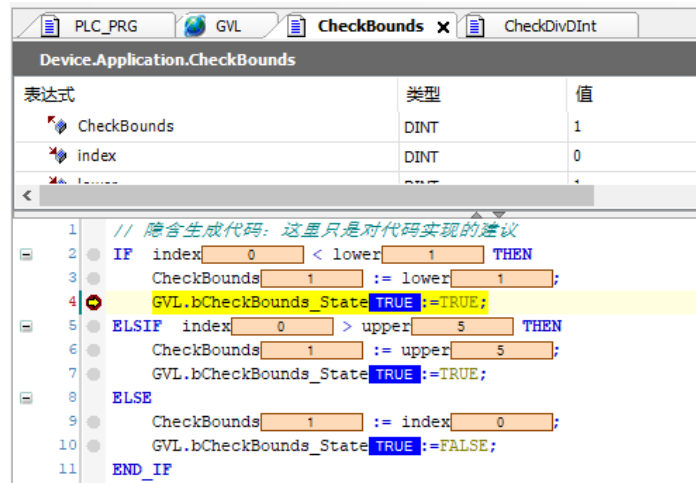 PLC_PRG GVL CheckBounds CheckDivDInt
Device.Application.CheckBounds
表达式 类型 值
CheckBounds DINT 1
index DINT 0
1 // 隐含生成代码：这里只是对代码实现的建议
2 IF index 0 < lower 1 THEN
3 CheckBounds 1 := lower 1 ;
4 GVL.bCheckBounds_State TRUE :=TRUE;
5 ELSIF index 0 > upper 5 THEN
6 CheckBounds 1 := upper 5 ;
7 GVL.bCheckBounds_State TRUE :=TRUE;
8 ELSE
9 CheckBounds 1 := index 0 ;
10 GVL.bCheckBounds_State TRUE :=FALSE;
11 END_IF